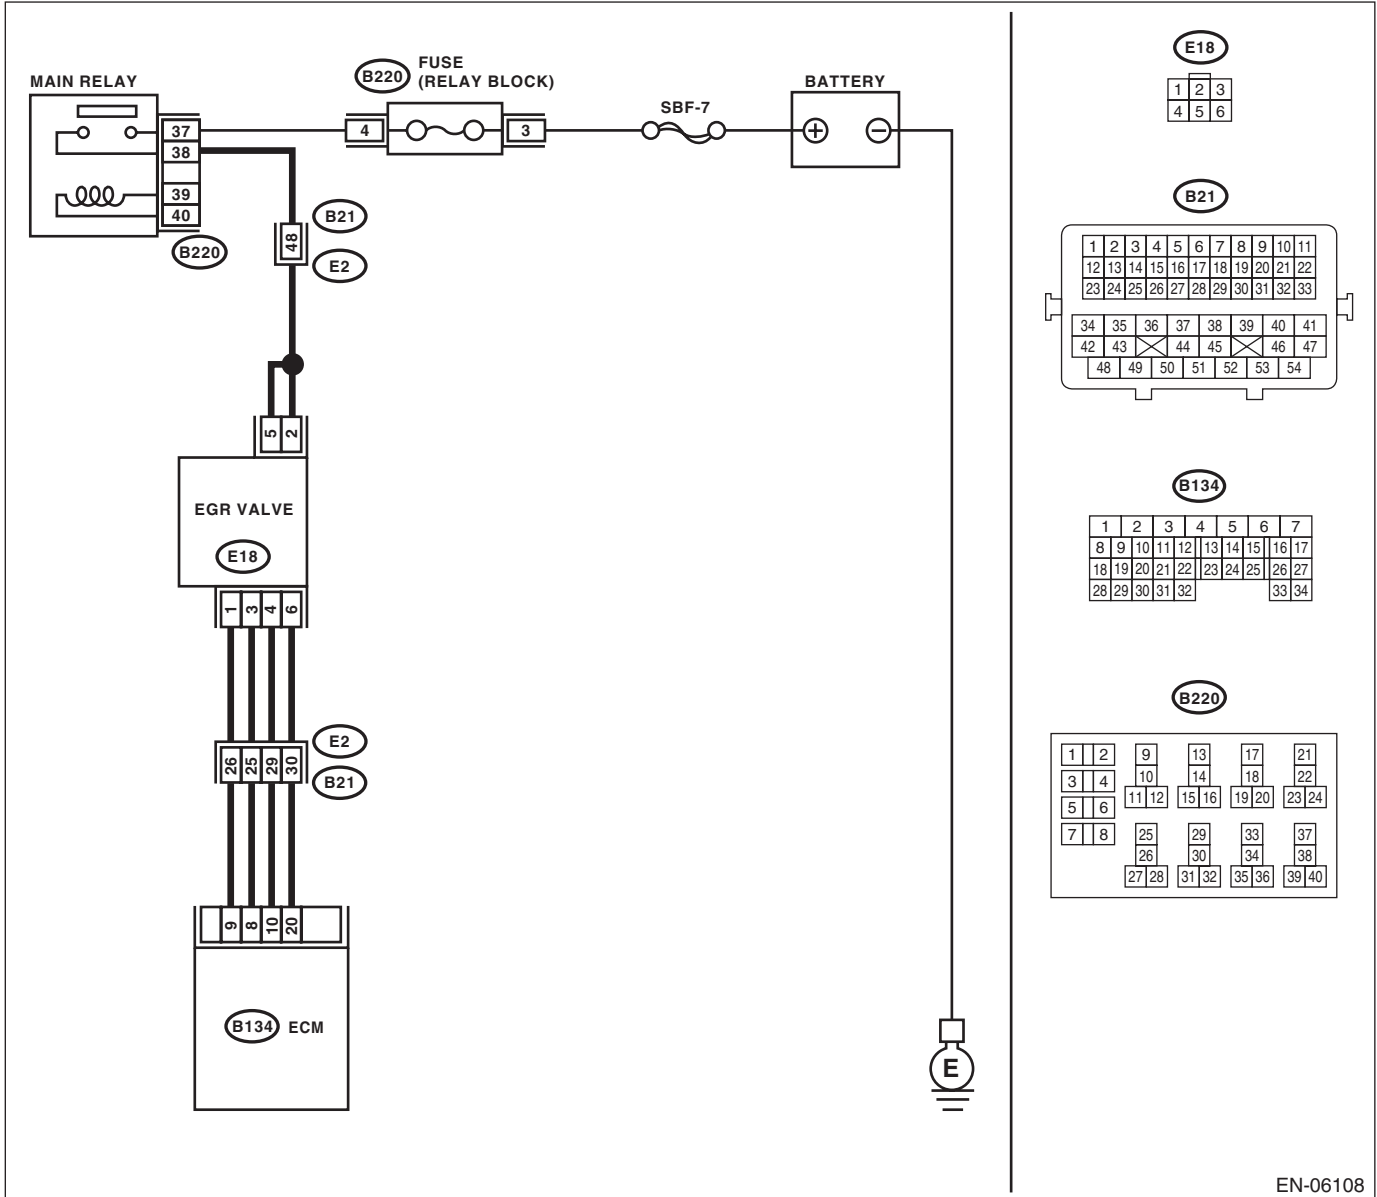 MAIN RELAY
37
38
39
40
B220
B220
FUSE
(RELAY BLOCK)
4
3
SBF-7
BATTERY
+ −
B21
48
E2
5 2
EGR VALVE
E18
1 3 4 6
E2
26 25 29 30
B21
9 8 10 20
B134 ECM
E
E18
1 2 3
4 5 6
B21
1 2 3 4 5 6 7 8 9 10 11
12 13 14 15 16 17 18 19 20 21 22
23 24 25 26 27 28 29 30 31 32 33
34 35 36 37 38 39 40 41
42 43 44 45 46 47
48 49 50 51 52 53 54
B134
1 2 3 4 5 6 7
8 9 10 11 12 13 14 15 16 17
18 19 20 21 22 23 24 25 26 27
28 29 30 31 32 33 34
B220
1 2 9 13 17 21
3 4 10 14 18 22
11 12 15 16 19 20 23 24
5 6
7 8 25 29 33 37
26 30 34 38
27 28 31 32 35 36 39 40
EN-06108